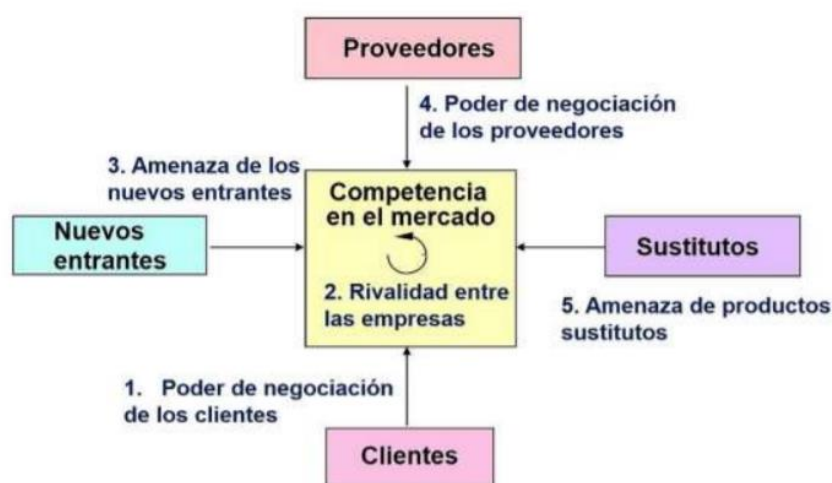 Proveedores
4. Poder de negociación
de los proveedores
3. Amenaza de los
nuevos entrantes
Competencia
en el mercado
Nuevos
entrantes
Sustitutos
2. Rivalidad entre
las empresas
5. Amenaza de productos
sustitutos
1. Poder de negociación
de los clientes
Clientes